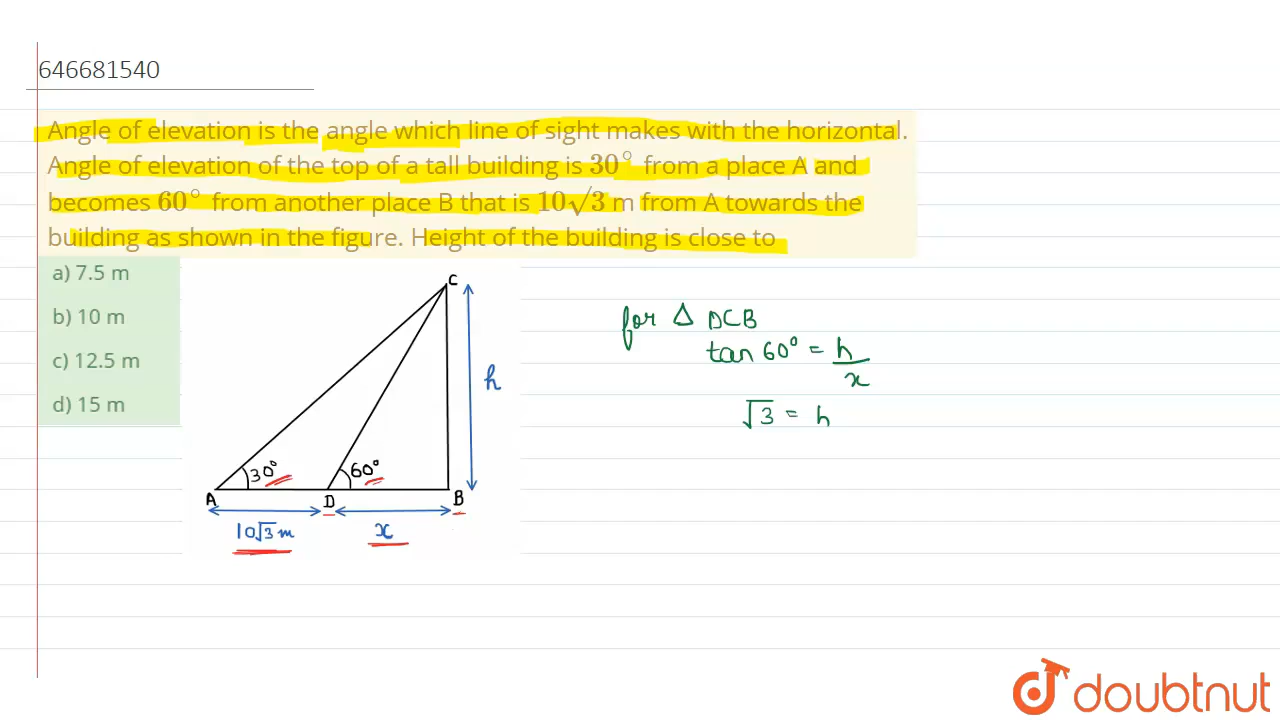 646681540
Angle of elevation is the angle which line of sight makes with the horizontal.
Angle of elevation of the top of a tall building is 30° from a place A and
becomes 60° from another place B that is 10√3 m from A towards the
building as shown in the figure. Height of the building is close to
a) 7.5 m
b) 10 m
c) 12.5 m
d) 15 m
C
h
30°
60°
A
D
B
10√3 m
x
for Δ DCB
tan 60° = h/x
√3 = h
doubtnut